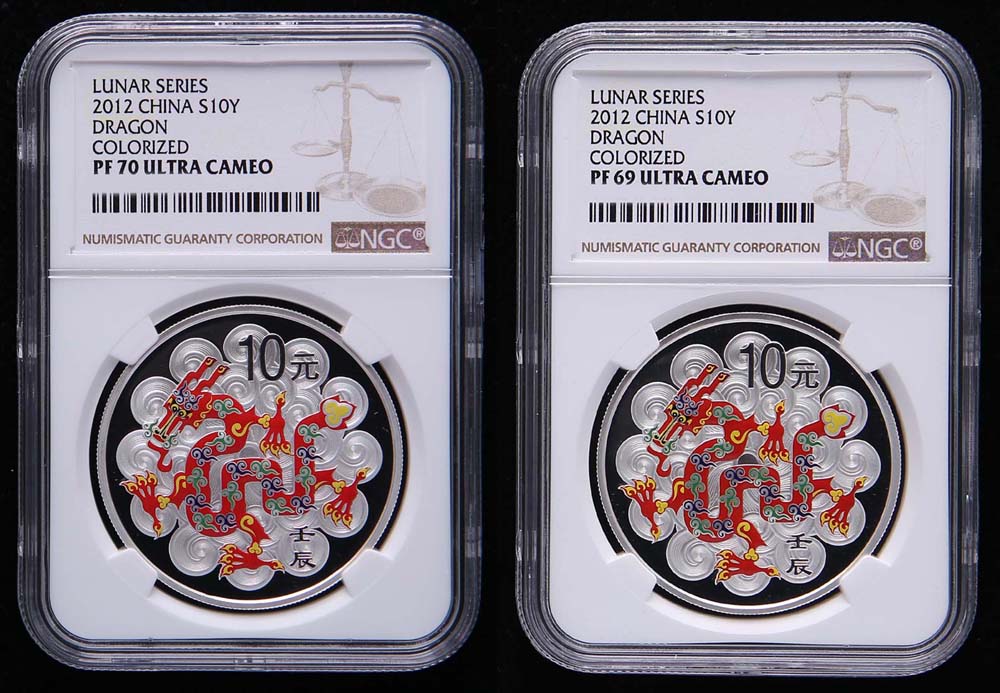 LUNAR SERIES
2012 CHINA S10Y
DRAGON
COLORIZED
PF 70 ULTRA CAMEO
NUMISMATIC GUARANTY CORPORATION NGC®
10元
壬
辰
LUNAR SERIES
2012 CHINA S10Y
DRAGON
COLORIZED
PF 69 ULTRA CAMEO
NUMISMATIC GUARANTY CORPORATION NGC®
10元
壬
辰